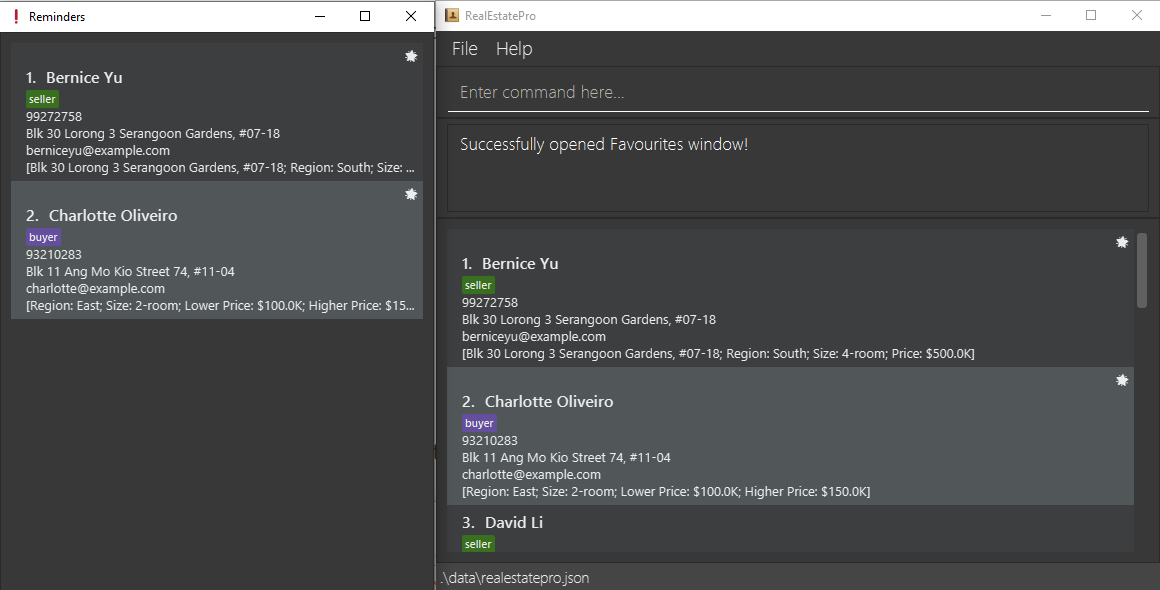 Reminders
1. Bernice Yu
seller
99272758
Blk 30 Lorong 3 Serangoon Gardens, #07-18
berniceyu@example.com
[Blk 30 Lorong 3 Serangoon Gardens, #07-18; Region: South; Size: ...
2. Charlotte Oliveiro
buyer
93210283
Blk 11 Ang Mo Kio Street 74, #11-04
charlotte@example.com
[Region: East; Size: 2-room; Lower Price: $100.0K; Higher Price: $15...
RealEstatePro
File Help
Enter command here...
Successfully opened Favourites window!
1. Bernice Yu
seller
99272758
Blk 30 Lorong 3 Serangoon Gardens, #07-18
berniceyu@example.com
[Blk 30 Lorong 3 Serangoon Gardens, #07-18; Region: South; Size: 4-room; Price: $500.0K]
2. Charlotte Oliveiro
buyer
93210283
Blk 11 Ang Mo Kio Street 74, #11-04
charlotte@example.com
[Region: East; Size: 2-room; Lower Price: $100.0K; Higher Price: $150.0K]
3. David Li
seller
.\data\realestatepro.json